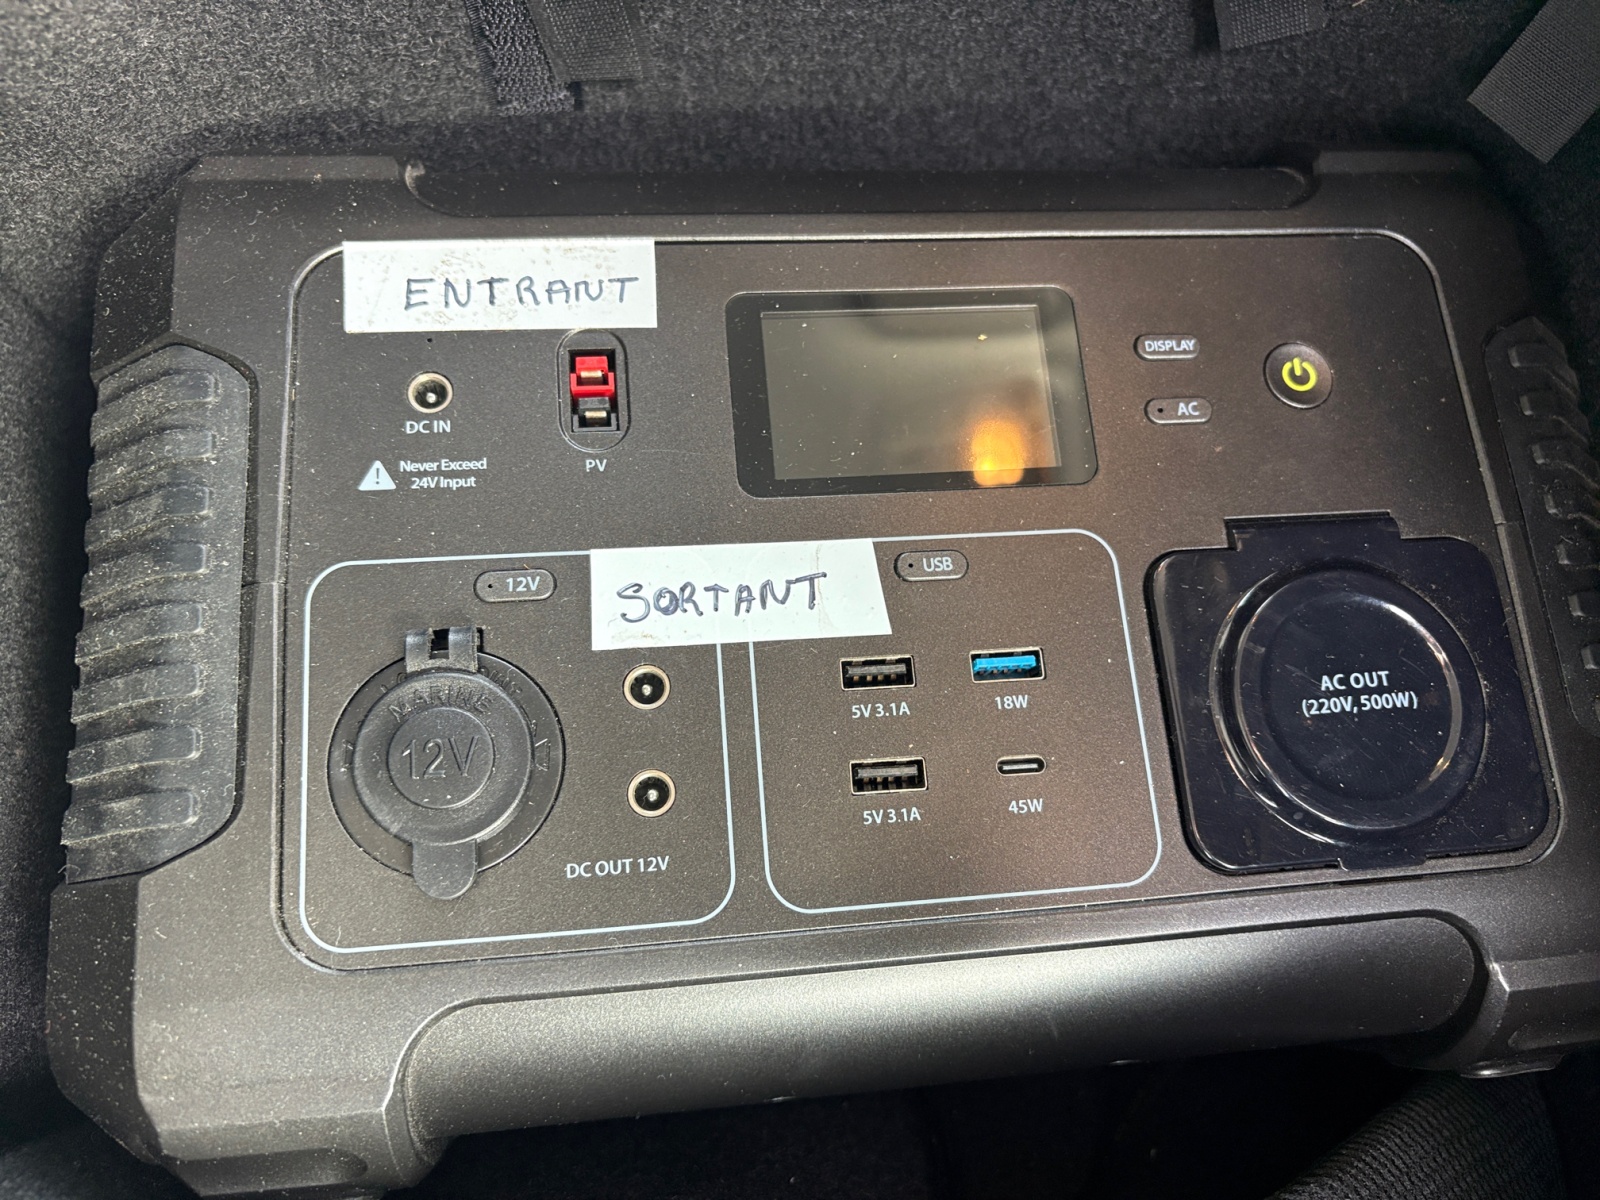 ENTRANT
DC IN
Never Exceed
24V Input
PV
DISPLAY
AC
12V
SORTANT
USB
MARINE
12V
DC OUT 12V
5V 3.1A
18W
5V 3.1A
45W
AC OUT
(220V, 500W)